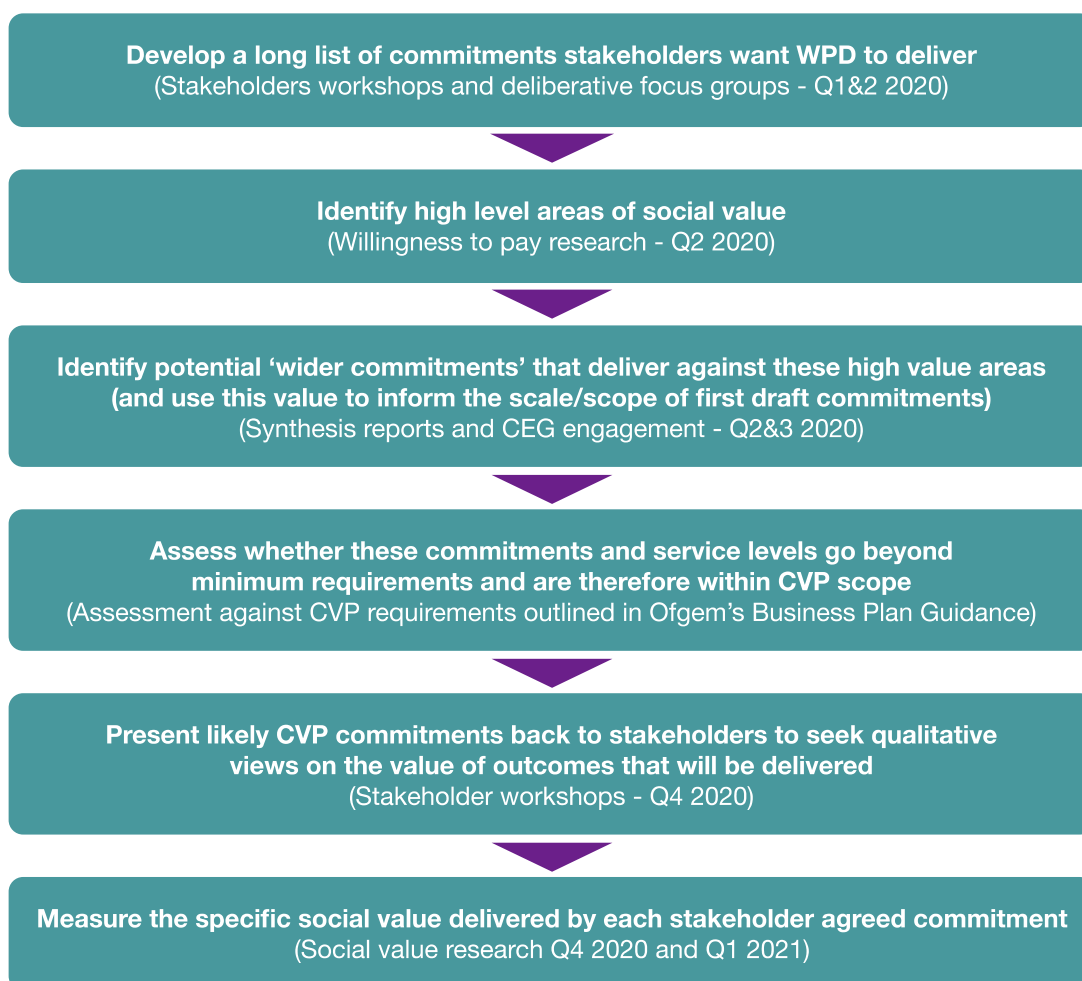 Develop a long list of commitments stakeholders want WPD to deliver
(Stakeholders workshops and deliberative focus groups - Q1&2 2020)
Identify high level areas of social value
(Willingness to pay research - Q2 2020)
Identify potential ‘wider commitments’ that deliver against these high value areas
(and use this value to inform the scale/scope of first draft commitments)
(Synthesis reports and CEG engagement - Q2&3 2020)
Assess whether these commitments and service levels go beyond
minimum requirements and are therefore within CVP scope
(Assessment against CVP requirements outlined in Ofgem’s Business Plan Guidance)
Present likely CVP commitments back to stakeholders to seek qualitative
views on the value of outcomes that will be delivered
(Stakeholder workshops - Q4 2020)
Measure the specific social value delivered by each stakeholder agreed commitment
(Social value research Q4 2020 and Q1 2021)